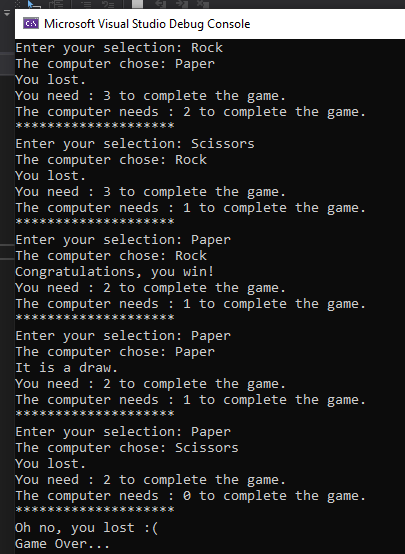 Microsoft Visual Studio Debug Console
Enter your selection: Rock
The computer chose: Paper
You lost.
You need : 3 to complete the game.
The computer needs : 2 to complete the game.
********************
Enter your selection: Scissors
The computer chose: Rock
You lost.
You need : 3 to complete the game.
The computer needs : 1 to complete the game.
********************
Enter your selection: Paper
The computer chose: Rock
Congratulations, you win!
You need : 2 to complete the game.
The computer needs : 1 to complete the game.
********************
Enter your selection: Paper
The computer chose: Paper
It is a draw.
You need : 2 to complete the game.
The computer needs : 1 to complete the game.
********************
Enter your selection: Paper
The computer chose: Scissors
You lost.
You need : 2 to complete the game.
The computer needs : 0 to complete the game.
********************
Oh no, you lost :(
Game Over...